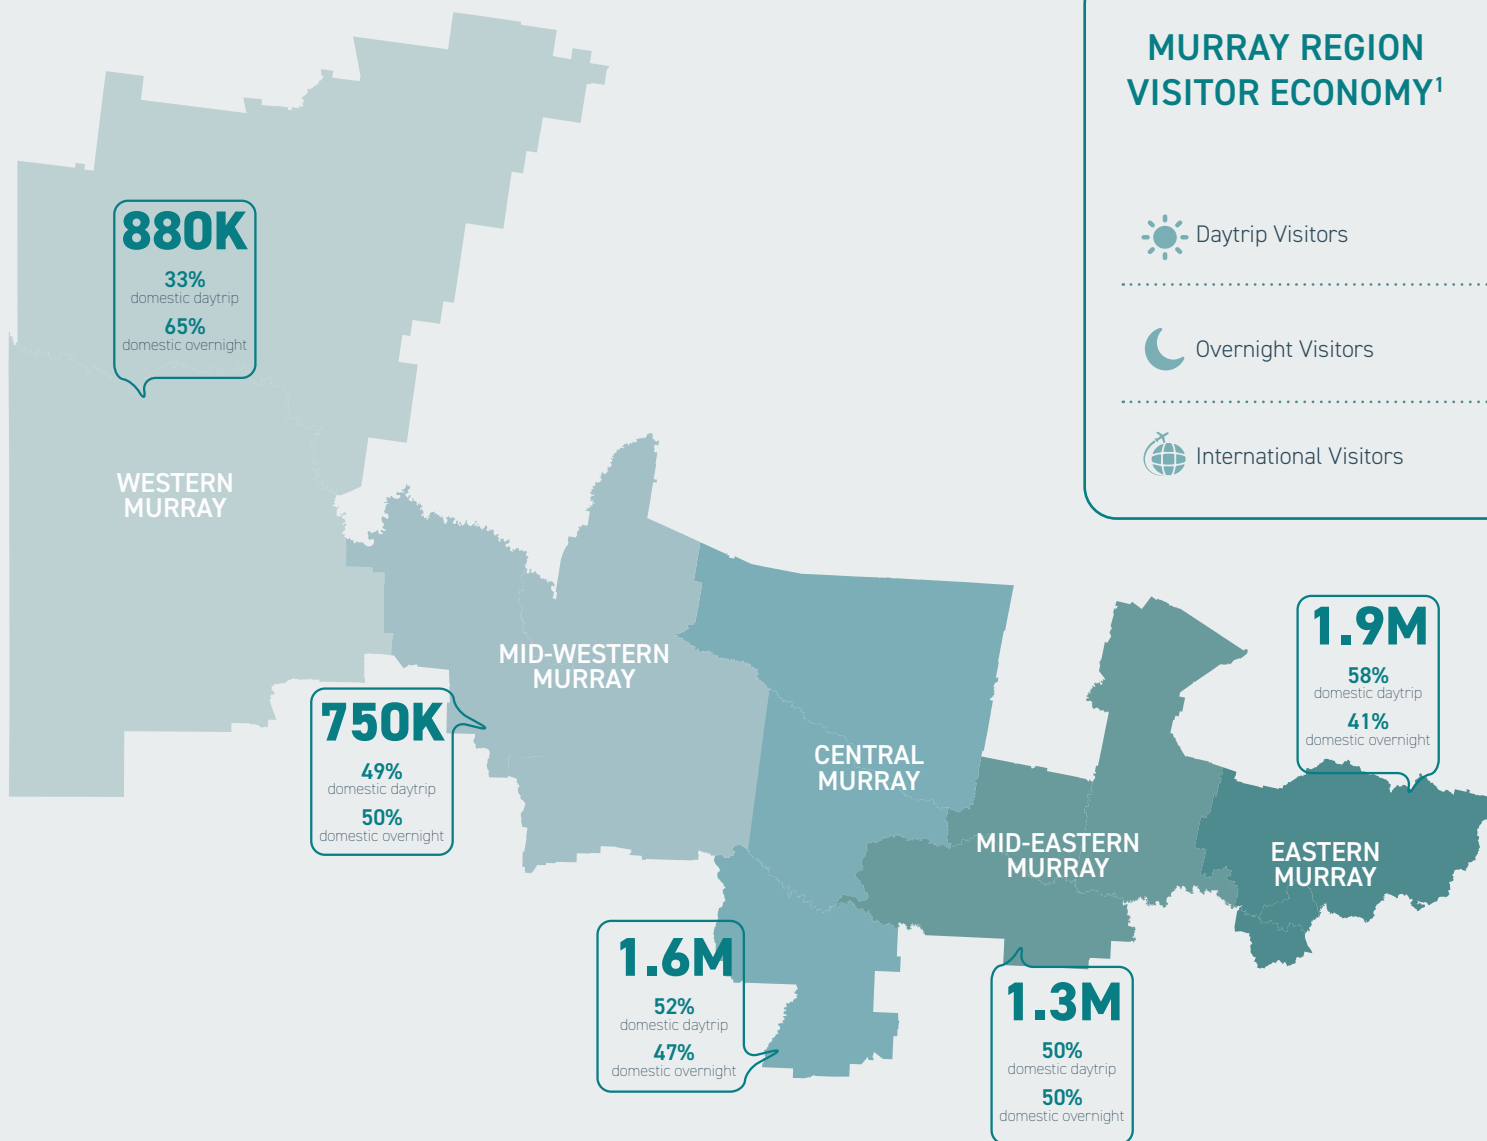 MURRAY REGION
VISITOR ECONOMY¹
Daytrip Visitors
Overnight Visitors
International Visitors
880K
33%
domestic daytrip
65%
domestic overnight
WESTERN
MURRAY
MID-WESTERN
MURRAY
750K
49%
domestic daytrip
50%
domestic overnight
CENTRAL
MURRAY
1.6M
52%
domestic daytrip
47%
domestic overnight
MID-EASTERN
MURRAY
1.3M
50%
domestic daytrip
50%
domestic overnight
1.9M
58%
domestic daytrip
41%
domestic overnight
EASTERN
MURRAY